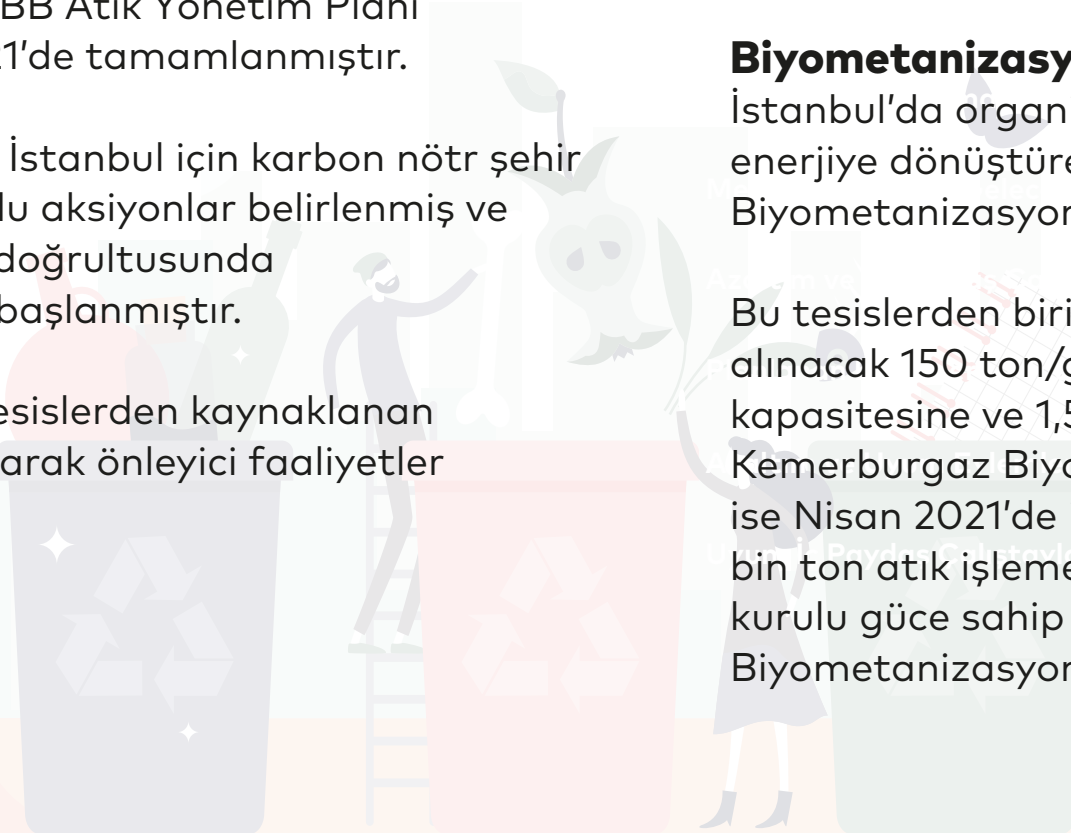 BB Atık Yönetim Planı
1'de tamamlanmıştır.
İstanbul için karbon nötr şehir
lu aksiyonlar belirlenmiş ve
doğrultusunda
başlanmıştır.
esislerden kaynaklanan
arak önleyici faaliyetler
Biyometanizasy
İstanbul'da organ
enerjiye dönüştüre
Biyometanizasyon
Bu tesislerden biri
alınacak 150 ton/g
kapasitesine ve 1,5
Kemerburgaz Biyo
ise Nisan 2021'de
bin ton atık işleme
kurulu güce sahip
Biyometanizasyon